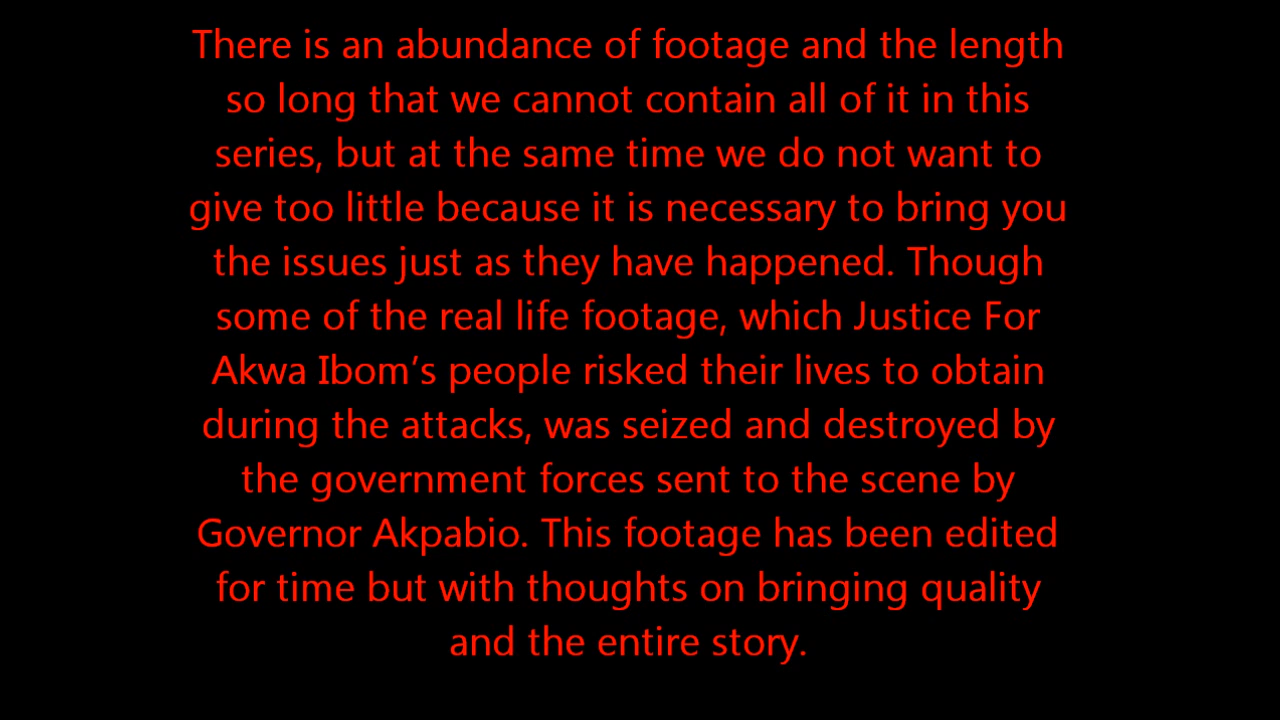 There is an abundance of footage and the length
so long that we cannot contain all of it in this
series, but at the same time we do not want to
give too little because it is necessary to bring you
the issues just as they have happened. Though
some of the real life footage, which Justice For
Akwa Ibom’s people risked their lives to obtain
during the attacks, was seized and destroyed by
the government forces sent to the scene by
Governor Akpabio. This footage has been edited
for time but with thoughts on bringing quality
and the entire story.